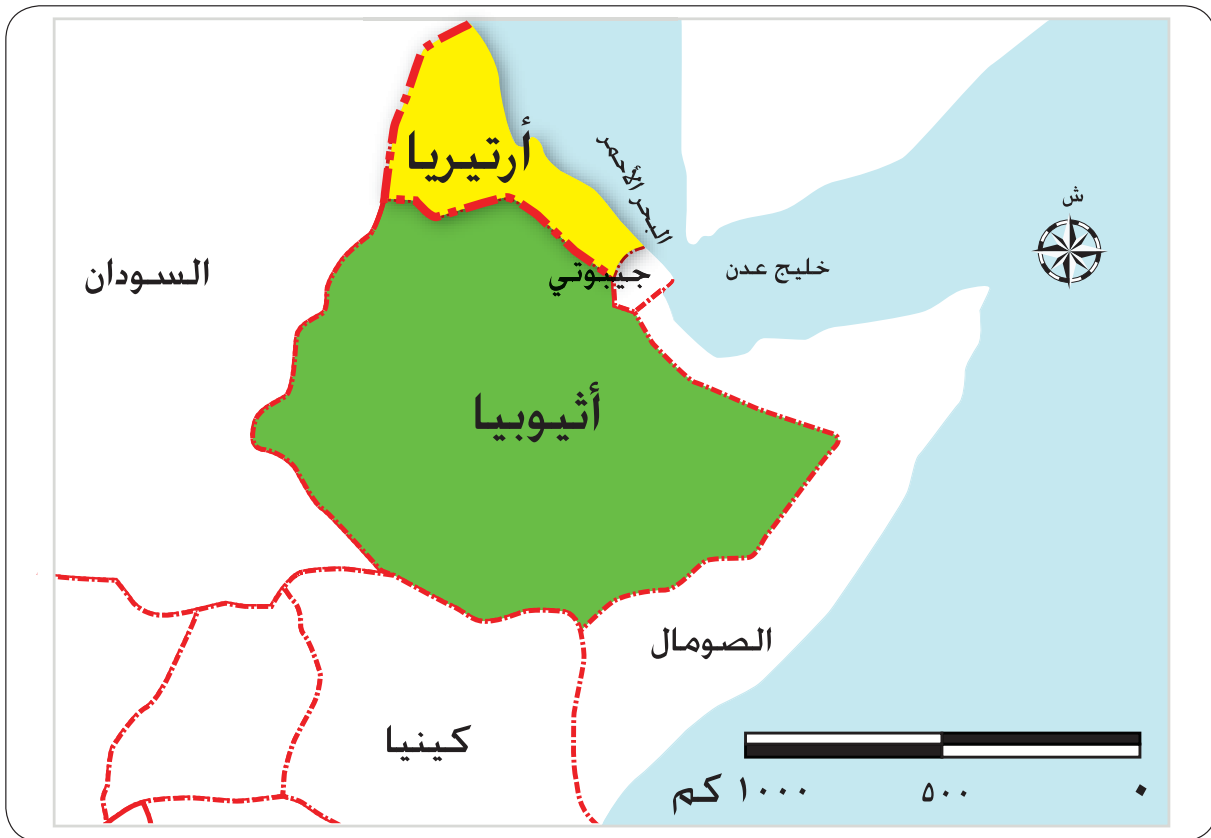 أرتيريا
البحر الأحمر
ش
السودان
جيبوتي
خليج عدن
أثيوبيا
الصومال
كينيا
٠ ٥٠٠ ١٠٠٠ كم